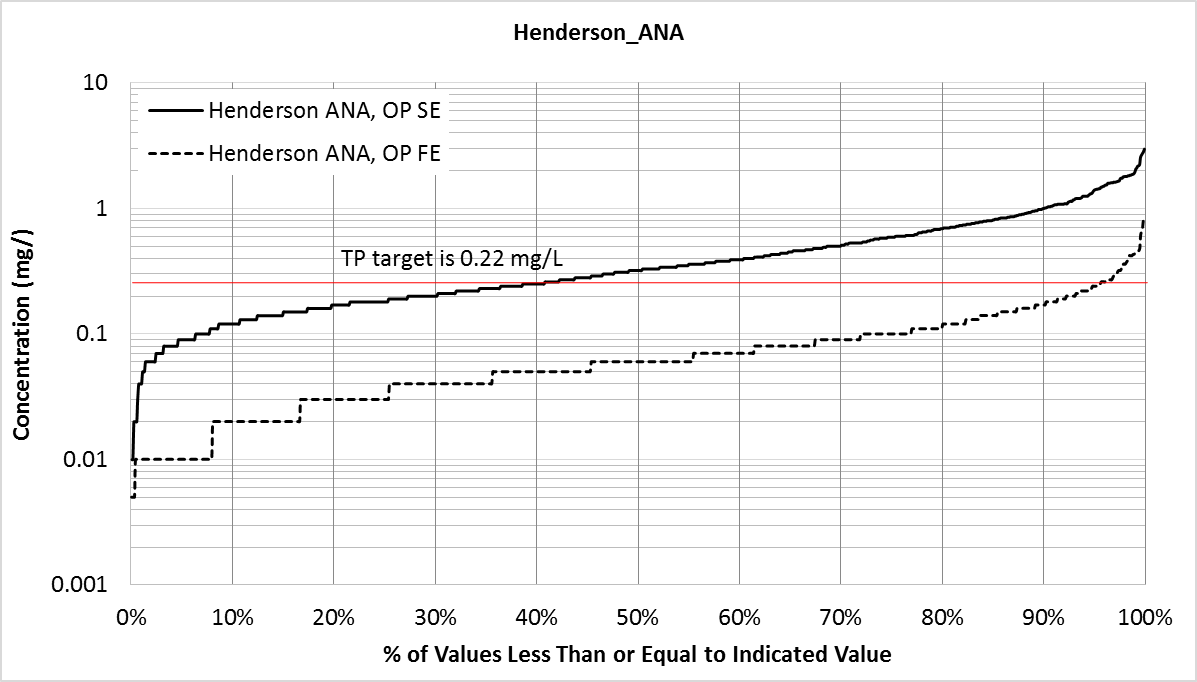 Henderson_ANA
10
Henderson ANA, OP SE
Henderson ANA, OP FE
1
TP target is 0.22 mg/L
0.1
0.01
0.001
Concentration (mg/)
0% 10% 20% 30% 40% 50% 60% 70% 80% 90% 100%
% of Values Less Than or Equal to Indicated Value